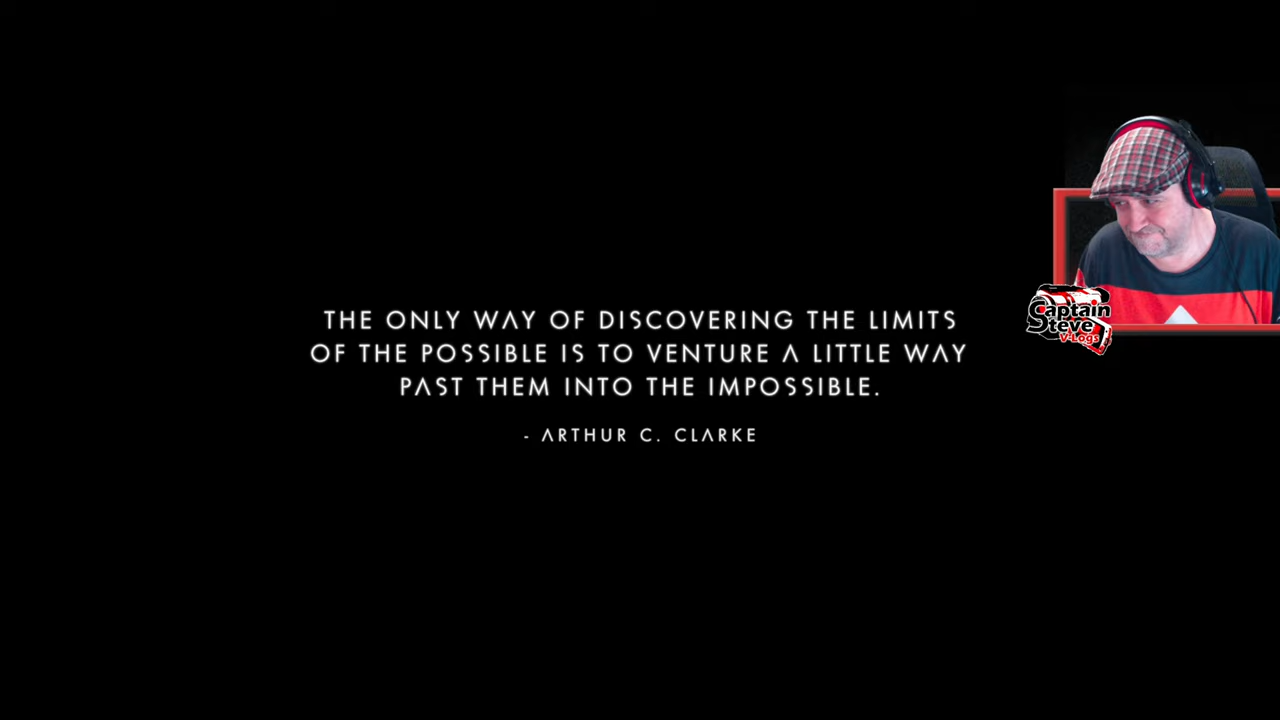 THE ONLY WAY OF DISCOVERING THE LIMITS
OF THE POSSIBLE IS TO VENTURE A LITTLE WAY
PAST THEM INTO THE IMPOSSIBLE.
- ARTHUR C. CLARKE
Captain
Steve
V-Logs